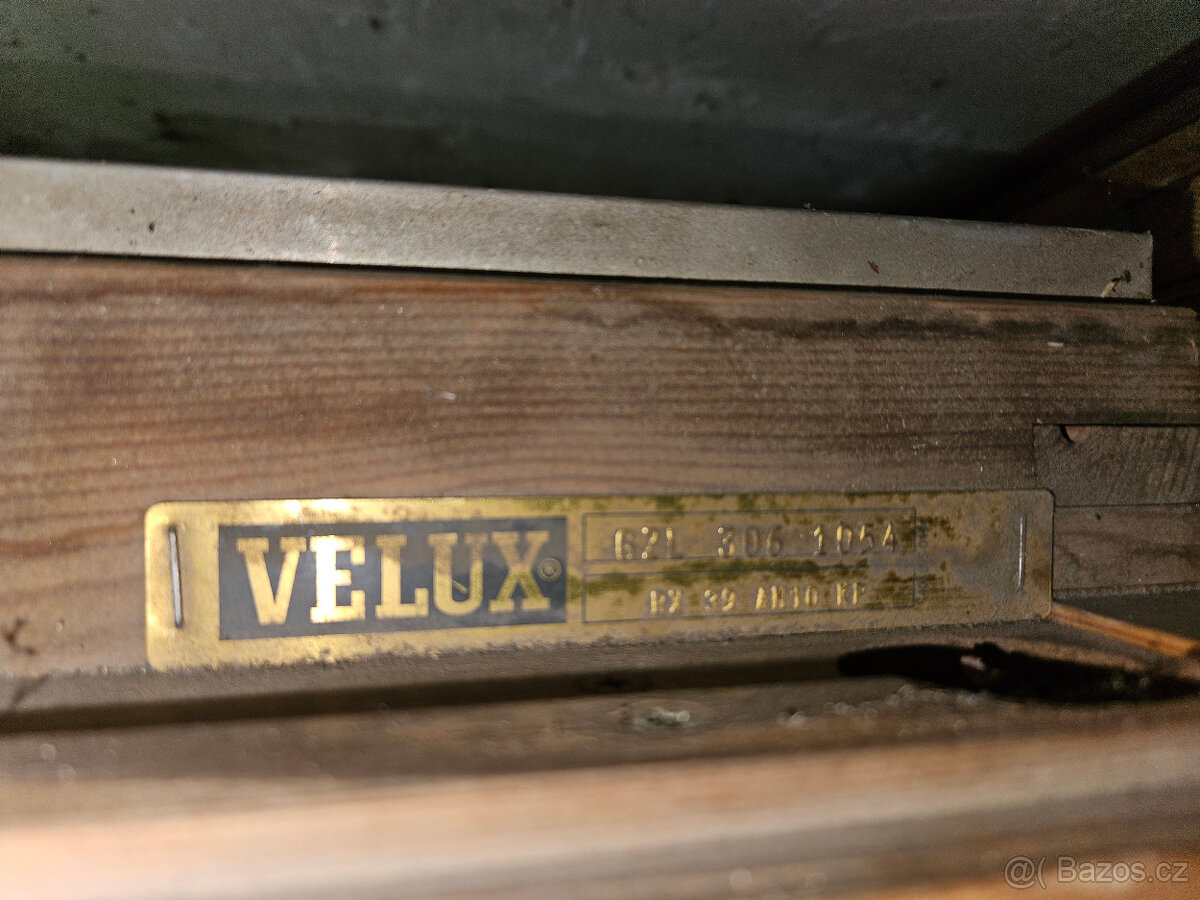 VELUX®
GZL 306 1054
@( Bazos.cz